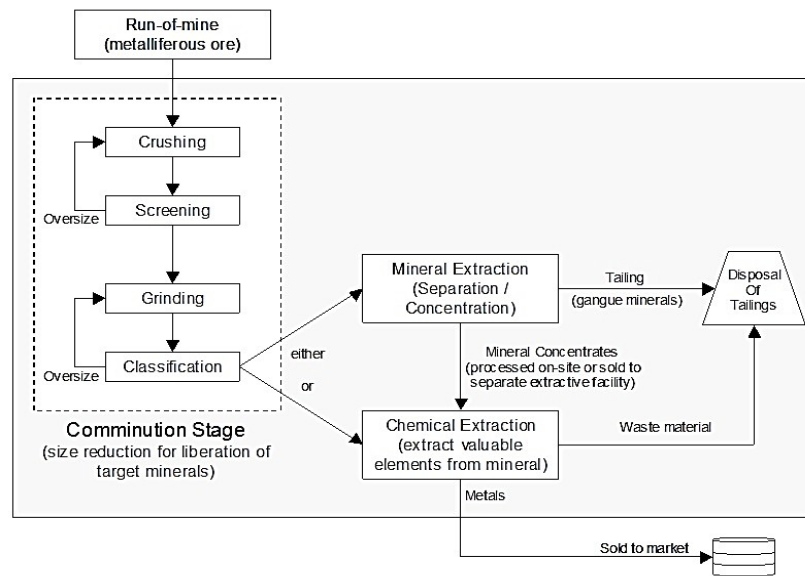 Run-of-mine
(metalliferous ore)
Crushing
Oversize
Screening
Grinding
Oversize
Classification
Comminution Stage
(size reduction for liberation of
target minerals)
either
or
Mineral Extraction
(Separation /
Concentration)
Tailing
(gangue minerals)
Disposal
Of
Tailings
Mineral Concentrates
(processed on-site or sold to
separate extractive facility)
Chemical Extraction
(extract valuable
elements from mineral)
Waste material
Metals
Sold to market